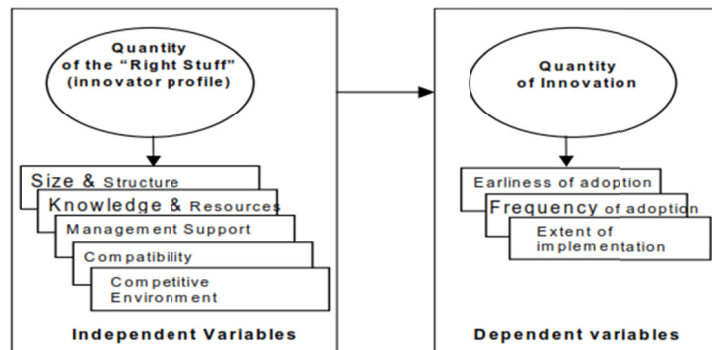 Quantity
of the “Right Stuff”
(innovator profile)
Size & Structure
Knowledge & Resources
Management Support
Compatibility
Competitive
Environment
Independent Variables
Quantity
of Innovation
Earliness of adoption
Frequency of adoption
Extent of
implementation
Dependent variables